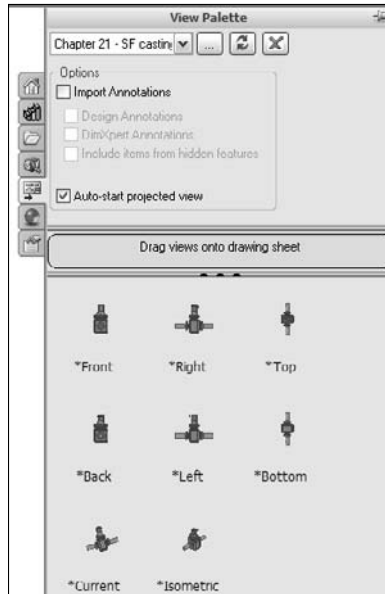 View Palette
Chapter 21 - SF casting ...
Options
Import Annotations
Design Annotations
DimXpert Annotations
Include items from hidden features
Auto-start projected view
Drag views onto drawing sheet
*Front *Right *Top
*Back *Left *Bottom
*Current *Isometric